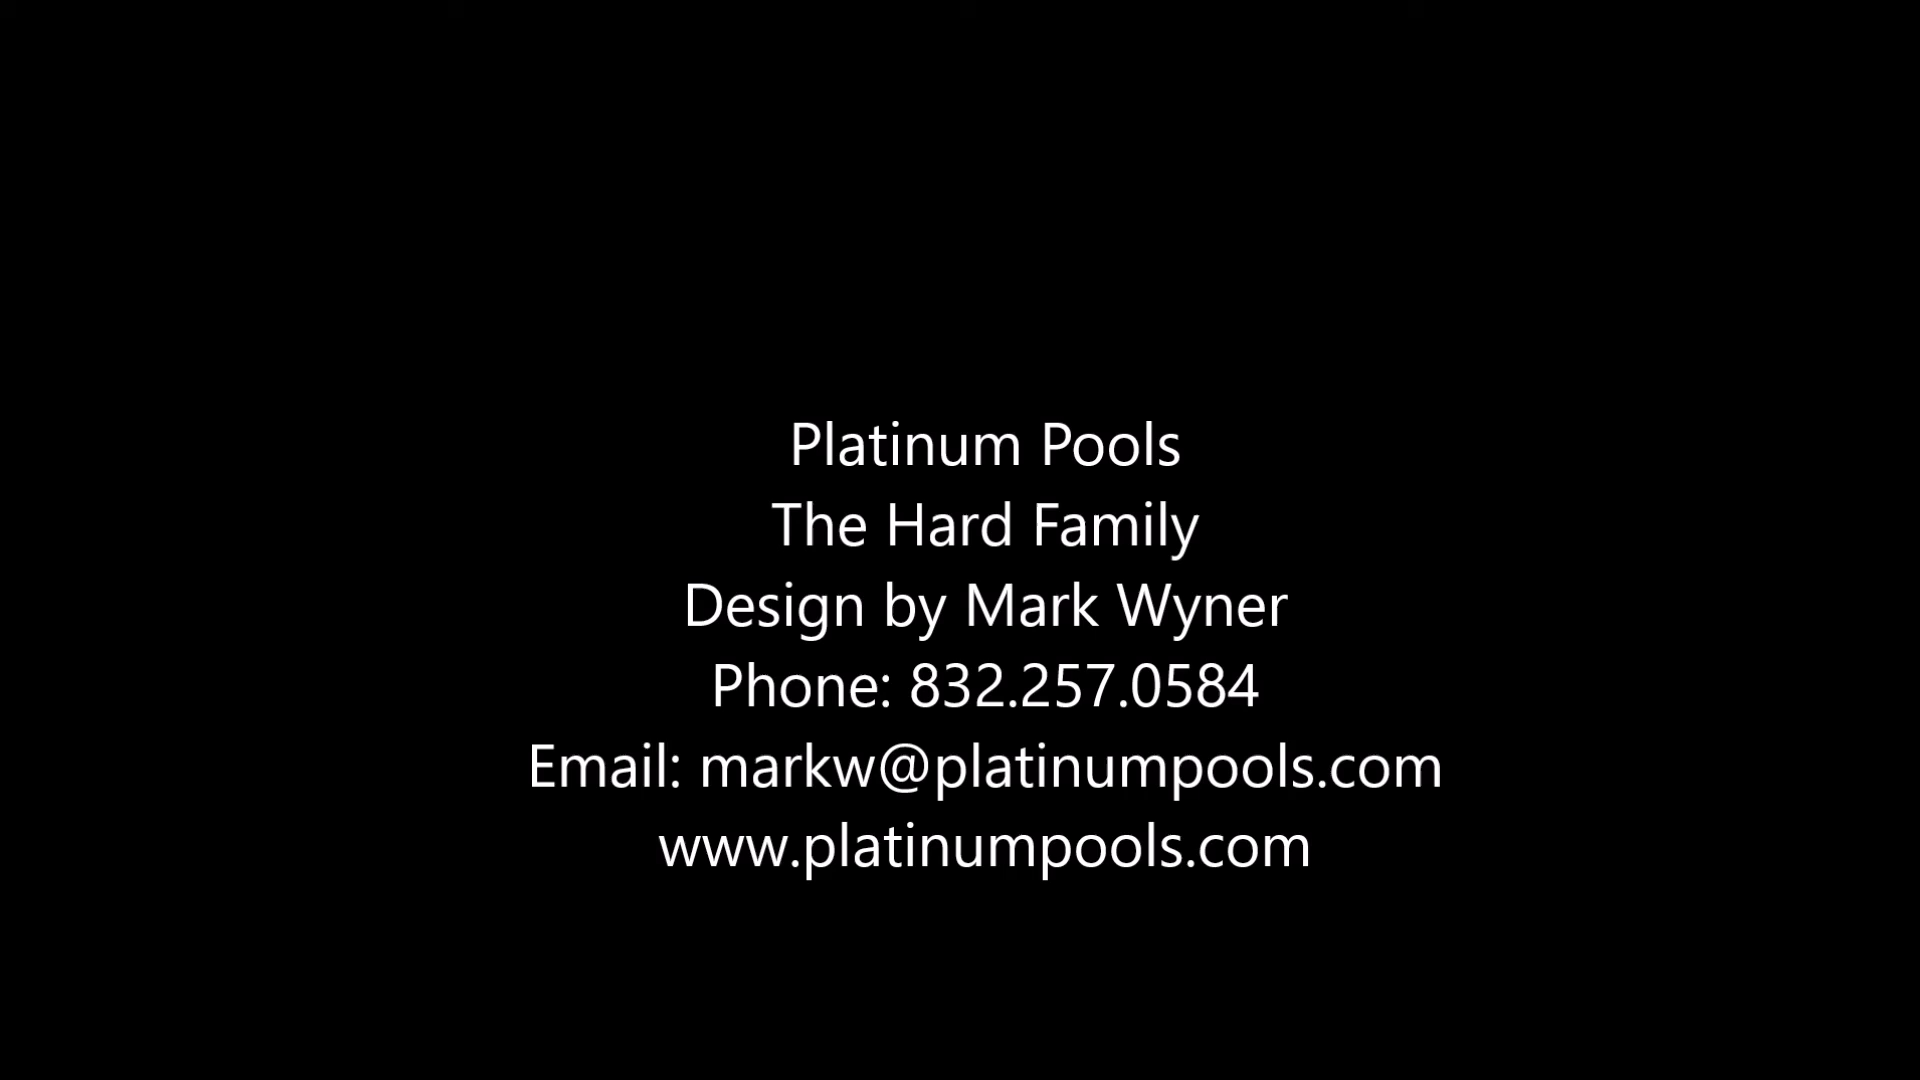 Platinum Pools
The Hard Family
Design by Mark Wyner
Phone: 832.257.0584
Email: markw@platinumpools.com
www.platinumpools.com